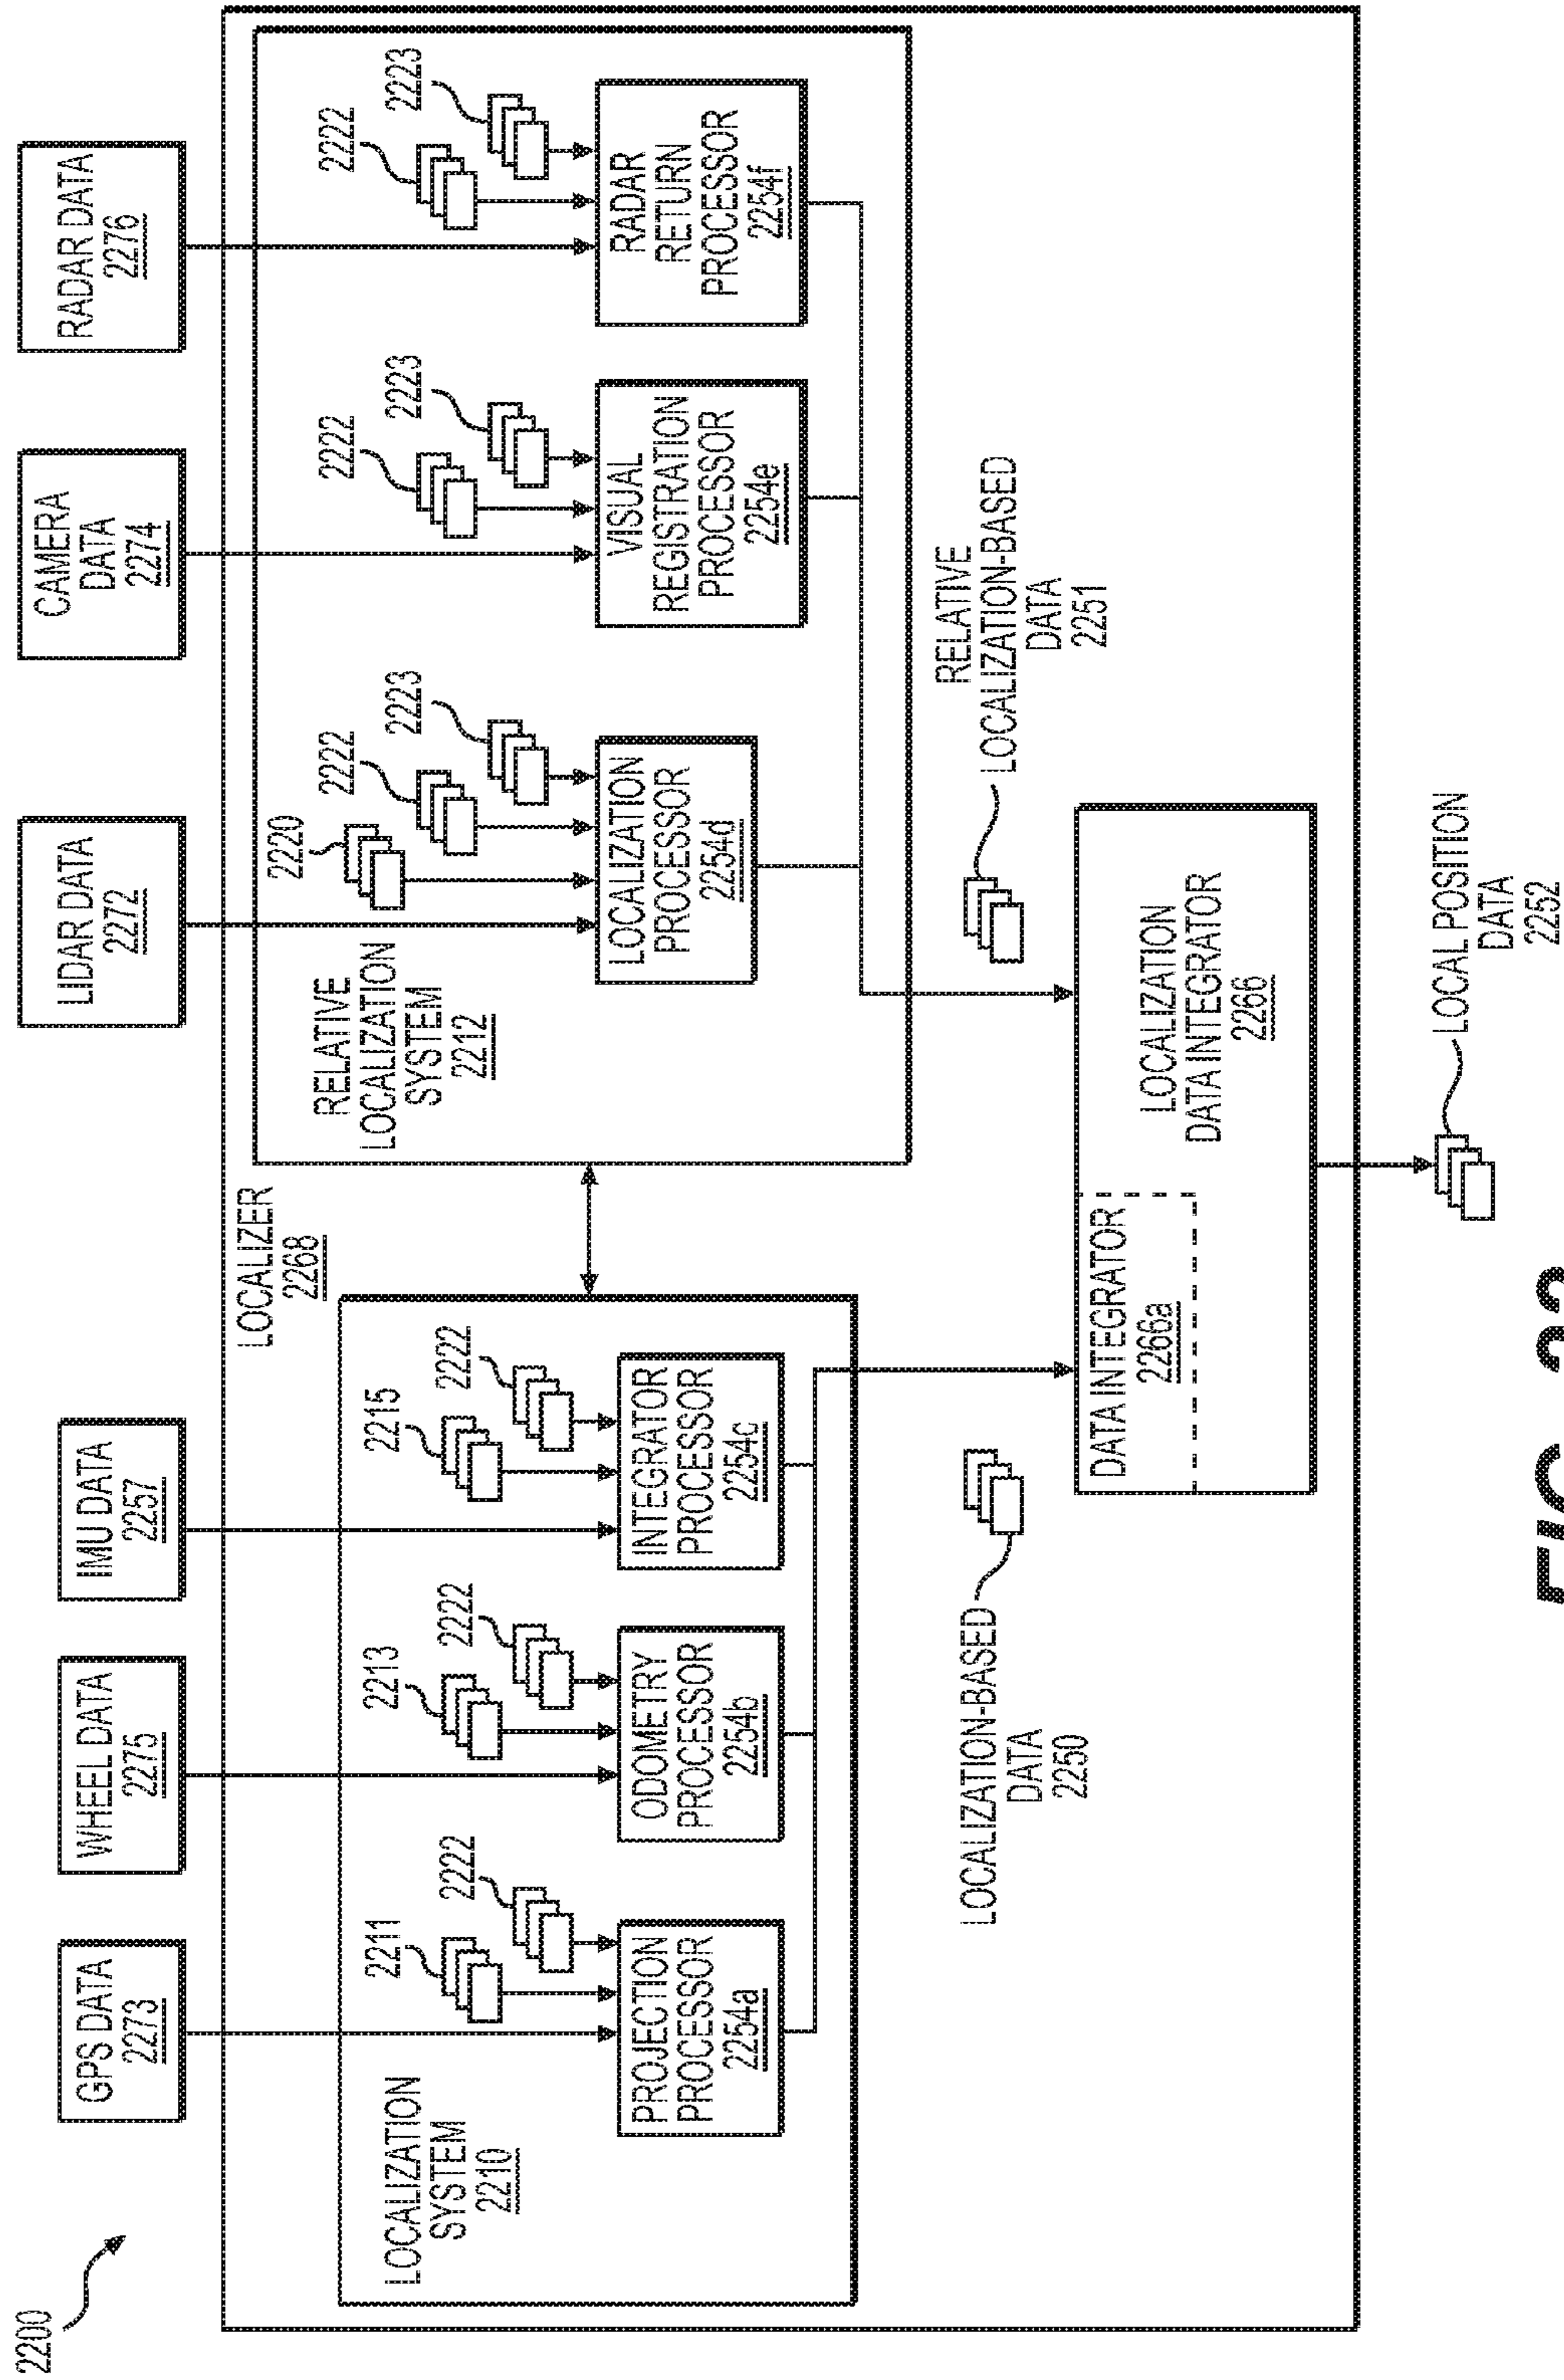 2200
GPS DATA
2273
WHEEL DATA
2275
IMU DATA
2257
LIDAR DATA
2272
CAMERA
DATA
2274
RADAR DATA
2276
LOCALIZER
2268
LOCALIZATION
SYSTEM
2210
2211
2222
2213
2222
2215
2222
PROJECTION
PROCESSOR
2254a
ODOMETRY
PROCESSOR
2254b
INTEGRATOR
PROCESSOR
2254c
RELATIVE
LOCALIZATION
SYSTEM
2212
2220
2222
2223
2222
2223
2222
2223
LOCALIZATION
PROCESSOR
2254d
VISUAL
REGISTRATION
PROCESSOR
2254e
RADAR
RETURN
PROCESSOR
2254f
LOCALIZATION-BASED
DATA
2250
RELATIVE
LOCALIZATION-BASED
DATA
2251
DATA INTEGRATOR
2266a
LOCALIZATION
DATA INTEGRATOR
2266
LOCAL POSITION
DATA
2252